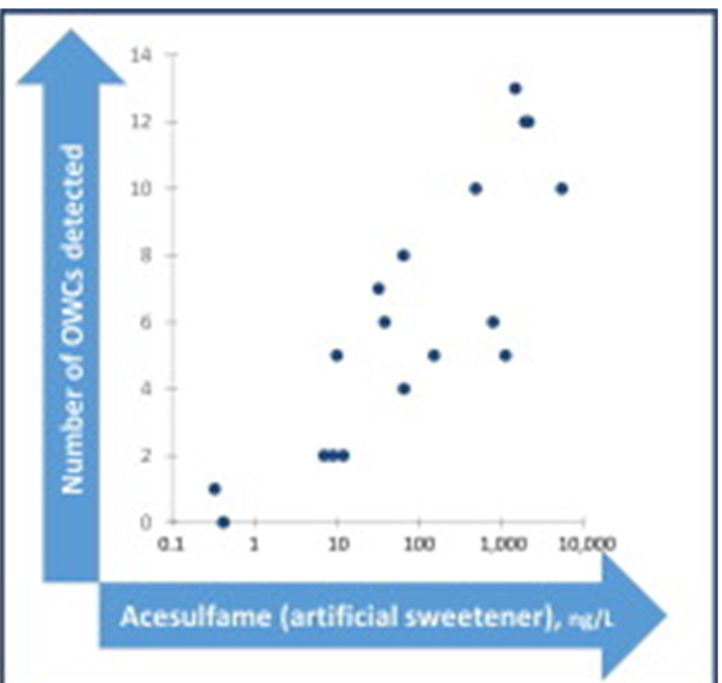 Number of OWCs detected
14
12
10
8
6
4
2
0
0.1 1 10 100 1,000 10,000
Acesulfame (artificial sweetener), ng/L